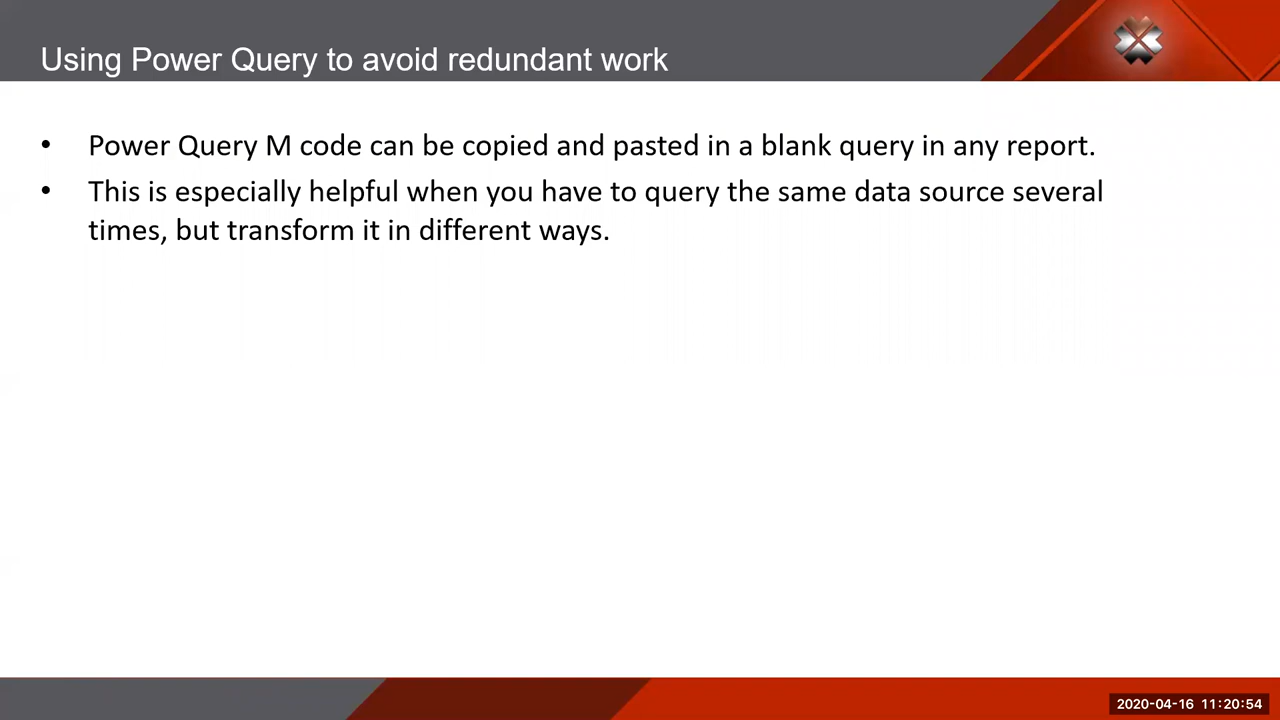 Using Power Query to avoid redundant work
• Power Query M code can be copied and pasted in a blank query in any report.
• This is especially helpful when you have to query the same data source several
times, but transform it in different ways.
2020-04-16 11:20:54